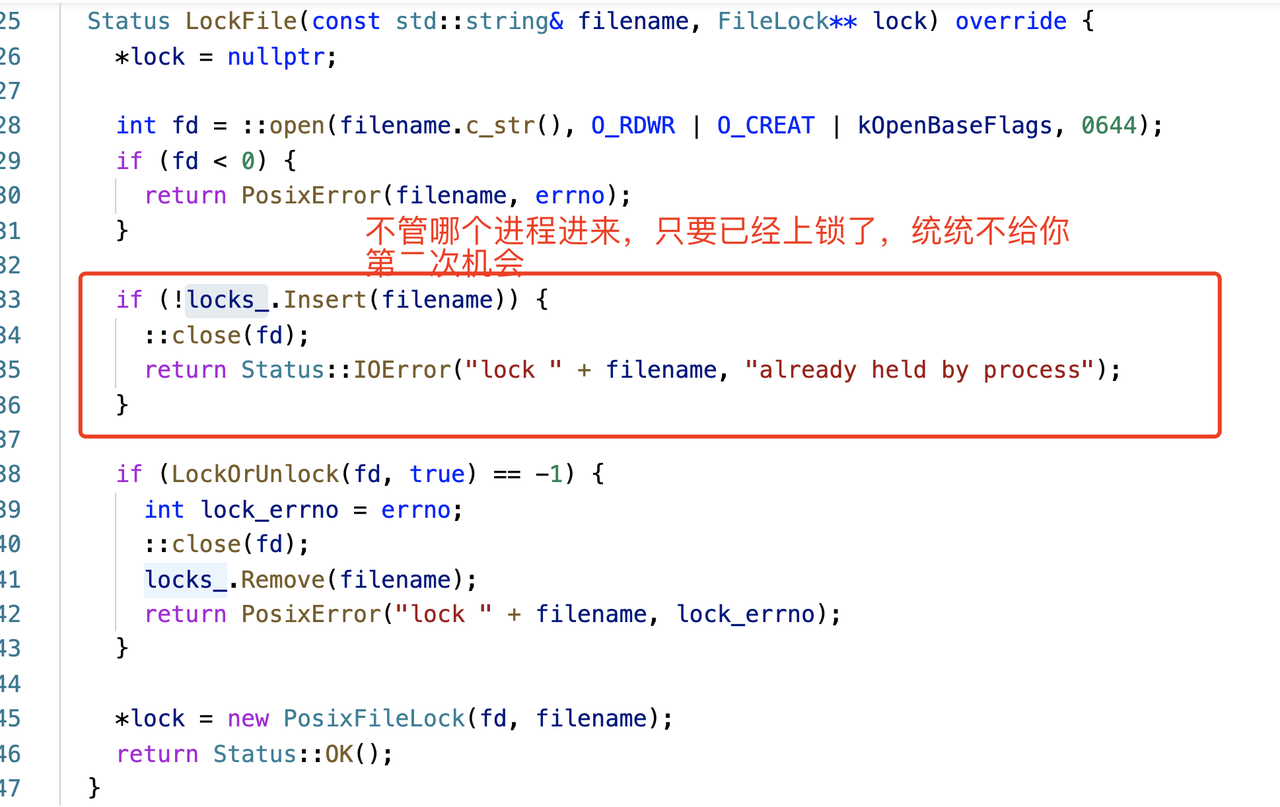 25 Status LockFile(const std::string& filename, FileLock** lock) override {
26 *lock = nullptr;
27
28 int fd = ::open(filename.c_str(), O_RDWR | O_CREAT | kOpenBaseFlags, 0644);
29 if (fd < 0) {
30 return PosixError(filename, errno);
31 }
不管哪个进程进来，只要已经上锁了，统统不给你
32
第二次机会
33 if (!locks_.Insert(filename)) {
34 ::close(fd);
35 return Status::IOError("lock " + filename, "already held by process");
36 }
37
38 if (LockOrUnlock(fd, true) == -1) {
39 int lock_errno = errno;
40 ::close(fd);
41 locks_.Remove(filename);
42 return PosixError("lock " + filename, lock_errno);
43 }
44
45 *lock = new PosixFileLock(fd, filename);
46 return Status::OK();
47 }